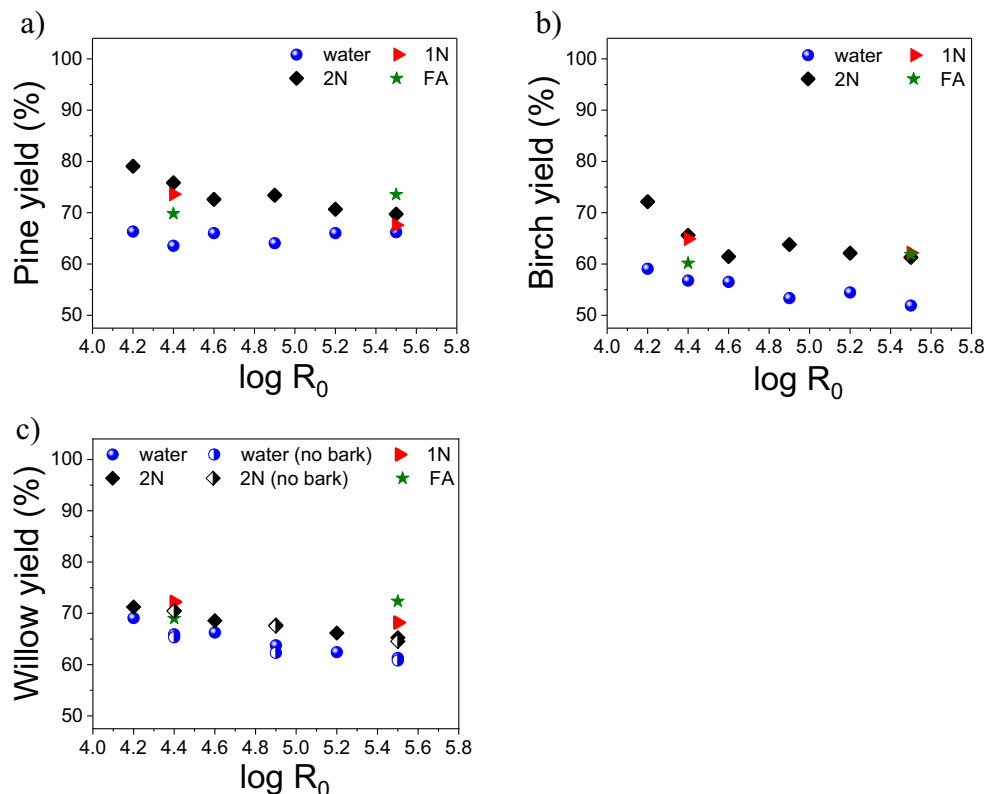 a)
water 1N
2N FA
Pine yield (%)
100
90
80
70
60
50
4.0 4.2 4.4 4.6 4.8 5.0 5.2 5.4 5.6 5.8
log R0
b)
water 1N
2N FA
Birch yield (%)
100
90
80
70
60
50
4.0 4.2 4.4 4.6 4.8 5.0 5.2 5.4 5.6 5.8
log R0
c)
water water (no bark) 1N
2N 2N (no bark) FA
Willow yield (%)
100
90
80
70
60
50
4.0 4.2 4.4 4.6 4.8 5.0 5.2 5.4 5.6 5.8
log R0